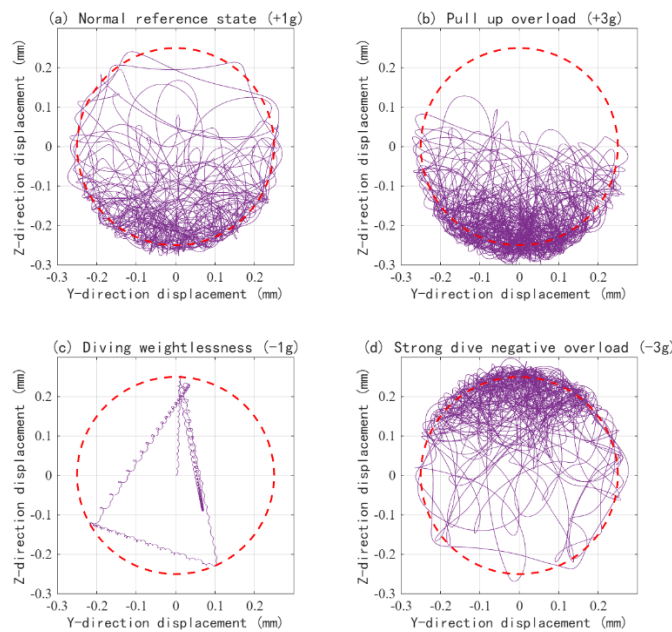 (a) Normal reference state (+1g)
(b) Pull up overload (+3g)
Z-direction displacement (mm)
0.2
0.1
0
-0.1
-0.2
-0.3
-0.3 -0.2 -0.1 0 0.1 0.2
Y-direction displacement (mm)
Z-direction displacement (mm)
0.2
0.1
0
-0.1
-0.2
-0.3
-0.3 -0.2 -0.1 0 0.1 0.2
Y-direction displacement (mm)
(c) Diving weightlessness (−1g)
(d) Strong dive negative overload (−3g)
Z-direction displacement (mm)
0.2
0.1
0
-0.1
-0.2
-0.3
-0.3 -0.2 -0.1 0 0.1 0.2
Y-direction displacement (mm)
Z-direction displacement (mm)
0.2
0.1
0
-0.1
-0.2
-0.3
-0.3 -0.2 -0.1 0 0.1 0.2
Y-direction displacement (mm)